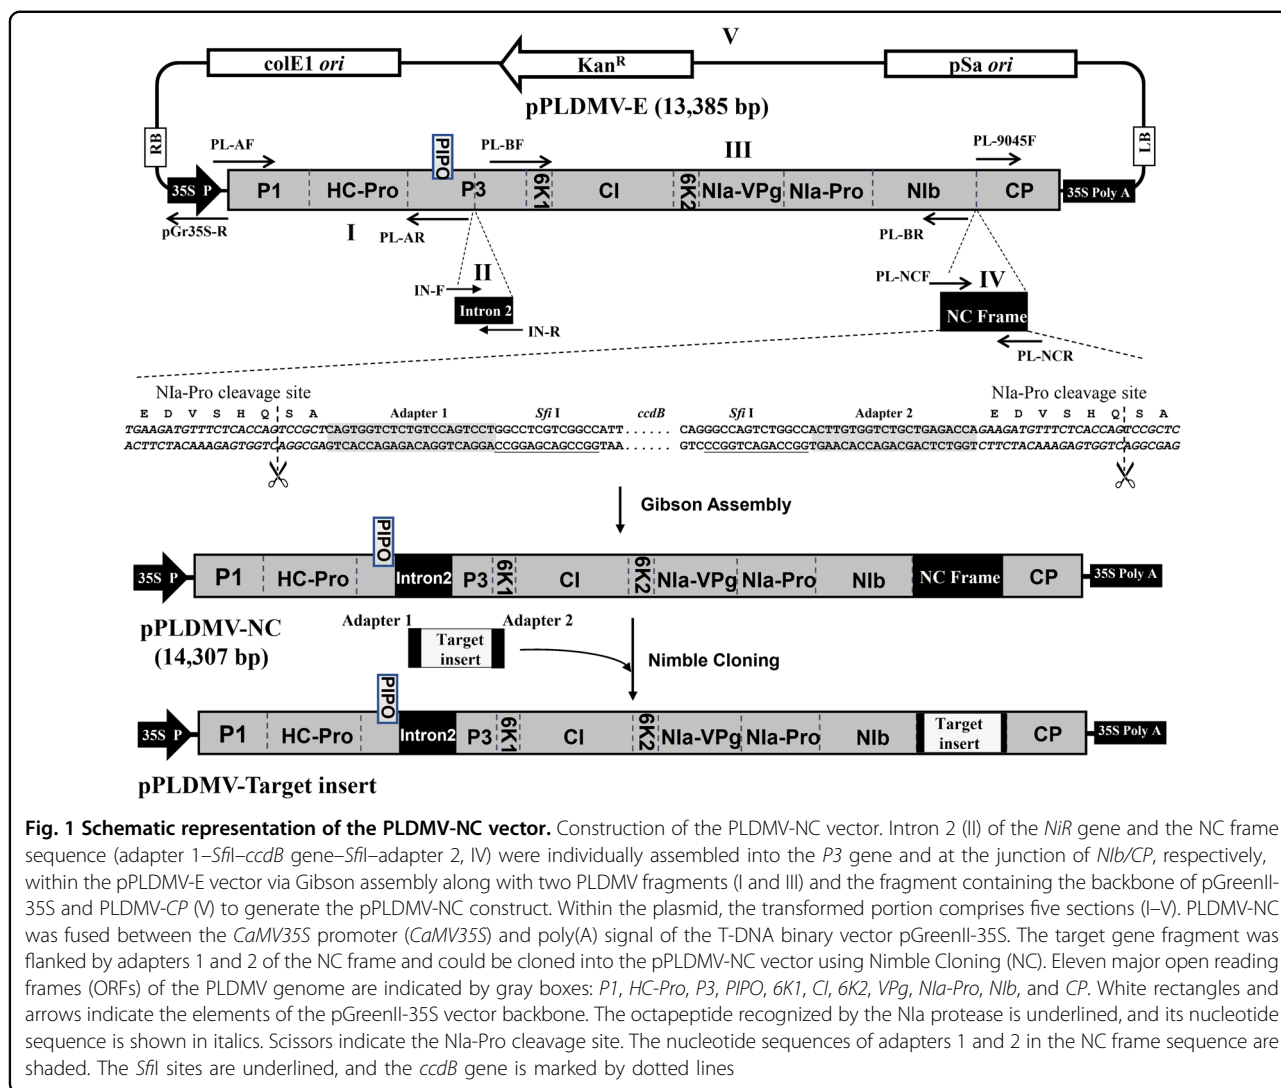 V
colE1 ori
Kan^R
pSa ori
pPLDMV-E (13,385 bp)
RB
LB
PL-AF
PIPO
PL-BF
III
PL-9045F
35S P
P1
HC-Pro
P3
6K1
CI
6K2
NIa-VPg
NIa-Pro
NIb
CP
35S Poly A
pGr35S-R
I
PL-AR
PL-BR
II
PL-NCF
IV
IN-F
Intron 2
NC Frame
IN-R
PL-NCR
NIa-Pro cleavage site
NIa-Pro cleavage site
E D V S H Q S A
Adapter 1
Sfi I
ccdB
Sfi I
Adapter 2
E D V S H Q S A
TGAAGATGTTTCTCACCAGTCCGCTCAGTGGTCTCTGTCCAGTCCTGGCCTCGTCGGCCATT...... CAGGGCCAGTCTGGCCACTTGTGGTCTGCTGAGACCAGAAGATGTTTCTCACCAGTCCGCTC
ACTTCTACAAAGAGTGGTCAGGCGAGTCACCAGAGACAGGTCAGGACCGGAGCAGCCGGTAA...... GTCCCGGTCAGACCGGTGAACACCAGACGACTCTGGTCTTCTACAAAGAGTGGTCAGGCGAG
Gibson Assembly
PIPO
35S P
P1
HC-Pro
Intron2
P3
6K1
CI
6K2
NIa-VPg
NIa-Pro
NIb
NC Frame
CP
35S Poly A
pPLDMV-NC
(14,307 bp)
Adapter 1
Adapter 2
Target
insert
Nimble Cloning
PIPO
35S P
P1
HC-Pro
Intron2
P3
6K1
CI
6K2
NIa-VPg
NIa-Pro
NIb
Target
insert
CP
35S Poly A
pPLDMV-Target insert
Fig. 1 Schematic representation of the PLDMV-NC vector. Construction of the PLDMV-NC vector. Intron 2 (II) of the NiR gene and the NC frame
sequence (adapter 1–SfiI–ccdB gene–SfiI–adapter 2, IV) were individually assembled into the P3 gene and at the junction of NIb/CP, respectively,
within the pPLDMV-E vector via Gibson assembly along with two PLDMV fragments (I and III) and the fragment containing the backbone of pGreenII-
35S and PLDMV-CP (V) to generate the pPLDMV-NC construct. Within the plasmid, the transformed portion comprises five sections (I–V). PLDMV-NC
was fused between the CaMV35S promoter (CaMV35S) and poly(A) signal of the T-DNA binary vector pGreenII-35S. The target gene fragment was
flanked by adapters 1 and 2 of the NC frame and could be cloned into the pPLDMV-NC vector using Nimble Cloning (NC). Eleven major open reading
frames (ORFs) of the PLDMV genome are indicated by gray boxes: P1, HC-Pro, P3, PIPO, 6K1, CI, 6K2, VPg, NIa-Pro, NIb, and CP. White rectangles and
arrows indicate the elements of the pGreenII-35S vector backbone. The octapeptide recognized by the NIa protease is underlined, and its nucleotide
sequence is shown in italics. Scissors indicate the NIa-Pro cleavage site. The nucleotide sequences of adapters 1 and 2 in the NC frame sequence are
shaded. The SfiI sites are underlined, and the ccdB gene is marked by dotted lines